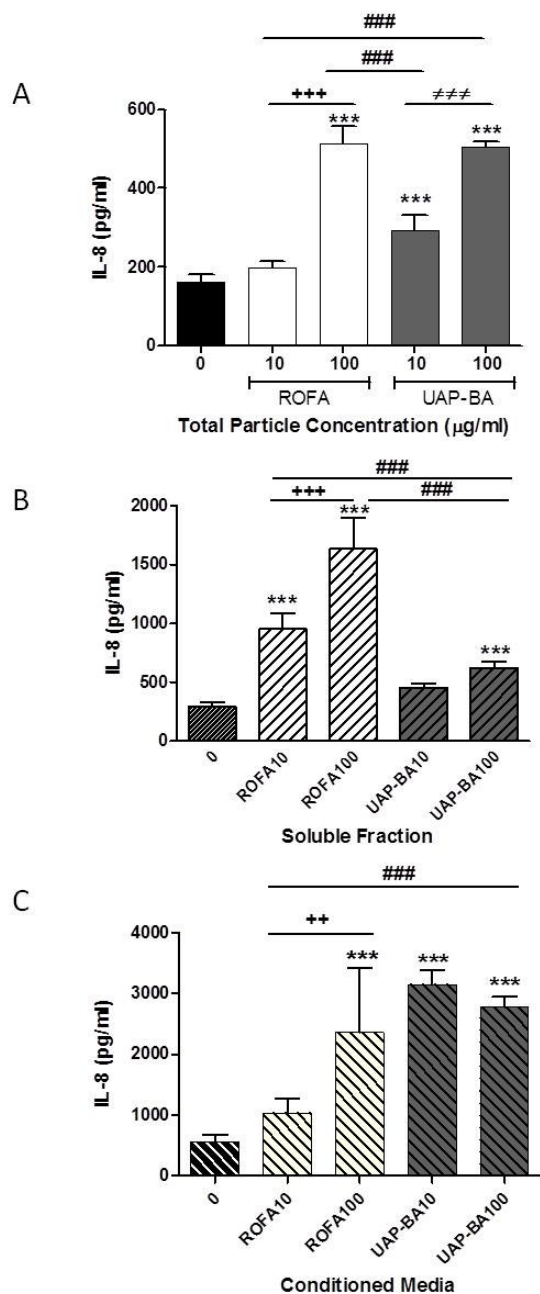 ###
###
A
+++
≠≠≠
600
***
***
400
***
IL-8 (pg/ml)
200
0
0
10
100
10
100
ROFA
UAP-BA
Total Particle Concentration (µg/ml)
###
B
+++
###
2000
***
1500
IL-8 (pg/ml)
***
1000
***
500
0
0
ROFA10
ROFA100
UAP-BA10
UAP-BA100
Soluble Fraction
###
C
++
4000
***
***
***
3000
IL-8 (pg/ml)
2000
1000
0
0
ROFA10
ROFA100
UAP-BA10
UAP-BA100
Conditioned Media